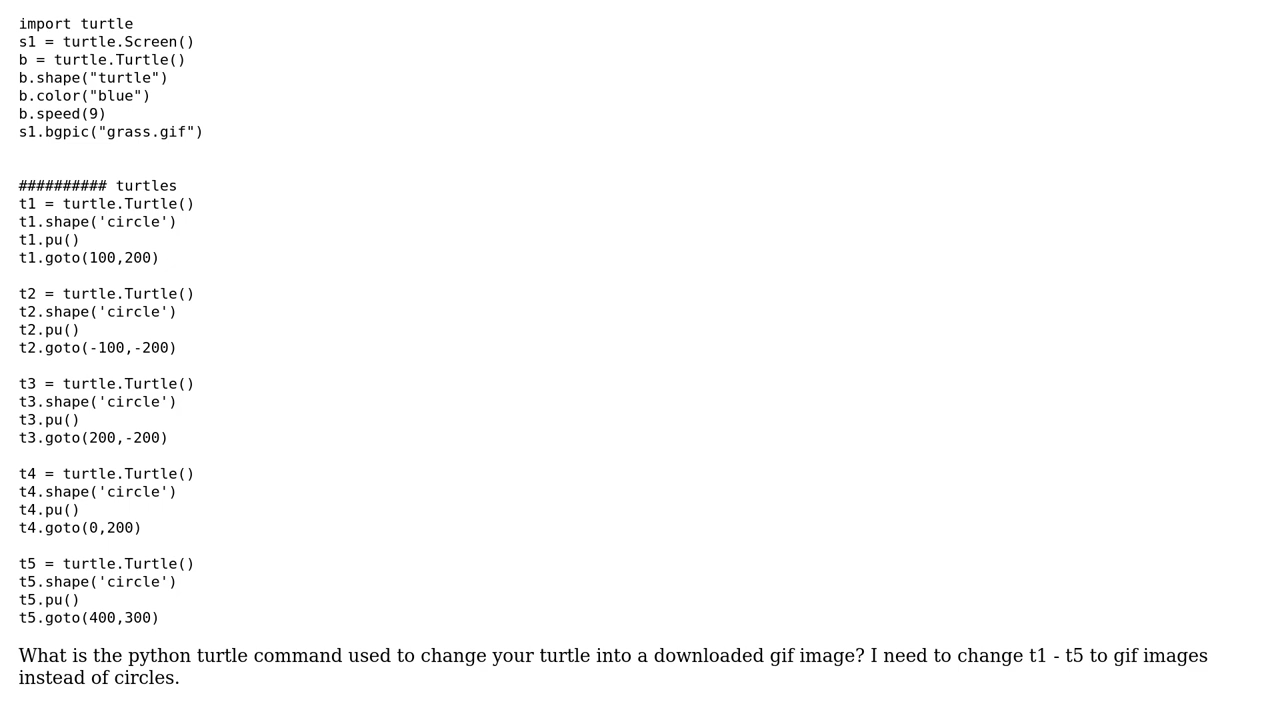 import turtle
s1 = turtle.Screen()
b = turtle.Turtle()
b.shape("turtle")
b.color("blue")
b.speed(9)
s1.bgpic("grass.gif")
########## turtles
t1 = turtle.Turtle()
t1.shape('circle')
t1.pu()
t1.goto(100,200)
t2 = turtle.Turtle()
t2.shape('circle')
t2.pu()
t2.goto(-100,-200)
t3 = turtle.Turtle()
t3.shape('circle')
t3.pu()
t3.goto(200,-200)
t4 = turtle.Turtle()
t4.shape('circle')
t4.pu()
t4.goto(0,200)
t5 = turtle.Turtle()
t5.shape('circle')
t5.pu()
t5.goto(400,300)
What is the python turtle command used to change your turtle into a downloaded gif image? I need to change t1 - t5 to gif images
instead of circles.